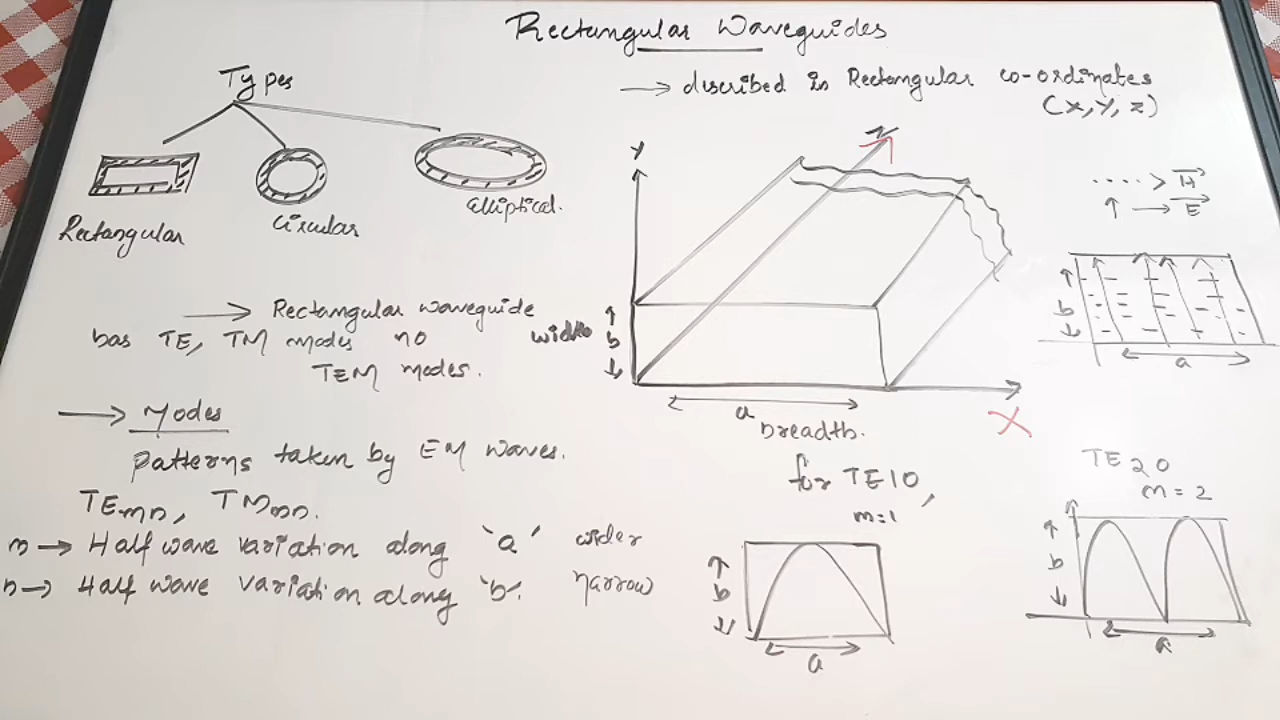 Rectangular Waveguides
Types
Rectangular
Circular
Elliptical.
→ described in Rectangular co-ordinates
(x, y, z)
→ Rectangular waveguide
has TE, TM modes no
TEM modes.
→ Modes
patterns taken by EM waves.
TEmn, TMmn.
m → Half wave variation along 'a' wider
n → Half wave variation along 'b'. narrow
y
z
x
width
b
a
breadth.
····> H
↑ → E
b
a
for TE10,
m=1
b
a
TE20
m=2
b
a